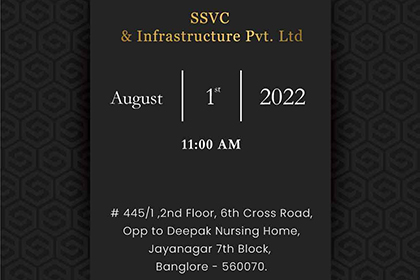 SSVC
& Infrastructure Pvt. Ltd
August | 1st | 2022
11:00 AM
# 445/1 ,2nd Floor, 6th Cross Road,
Opp to Deepak Nursing Home,
Jayanagar 7th Block,
Banglore - 560070.